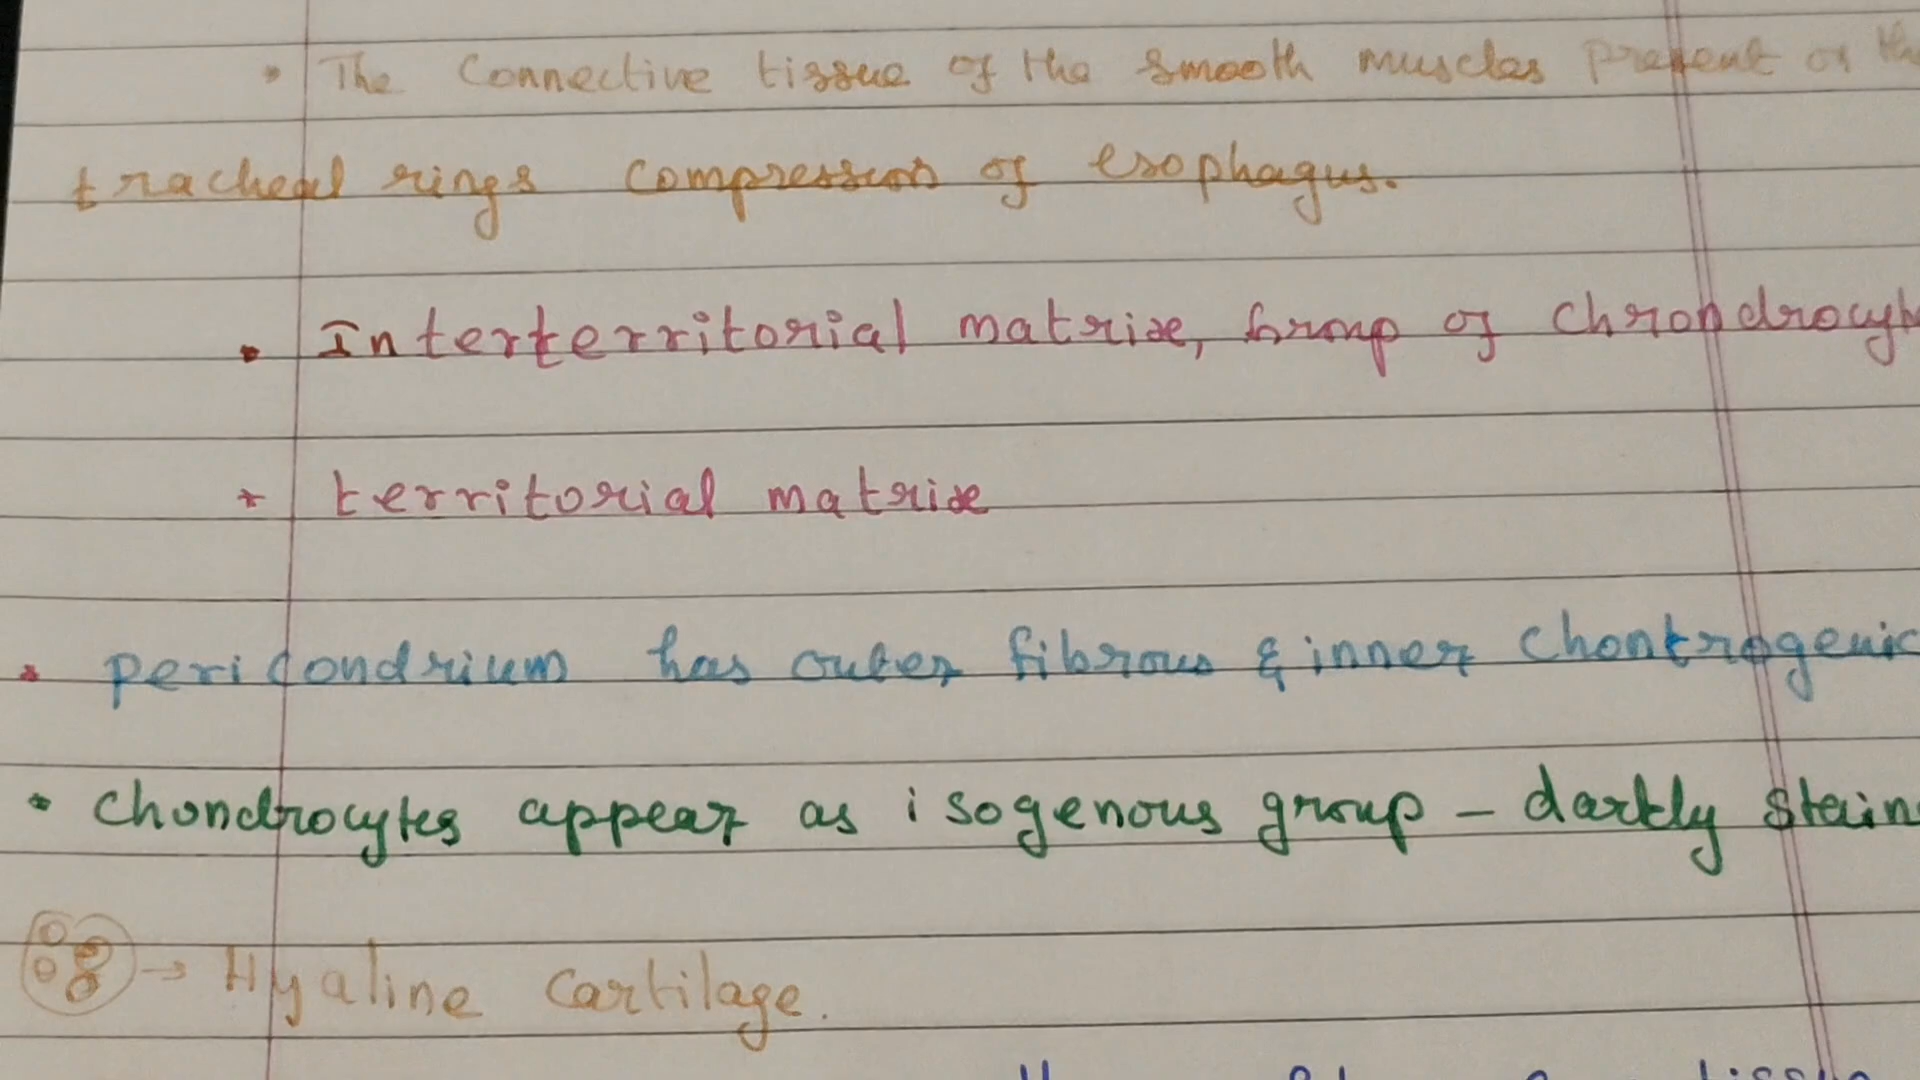 • The Connective tissue of the smooth muscles present on the
tracheal rings compression of esophagus.
• Interterritorial matrix, Group of Chrondrocyt
* territorial matrix
* pericondrium has outer fibrous & inner Chontrogenic
• Chondrocytes appear as isogenous group - darkly Stain
→ Hyaline Cartilage.